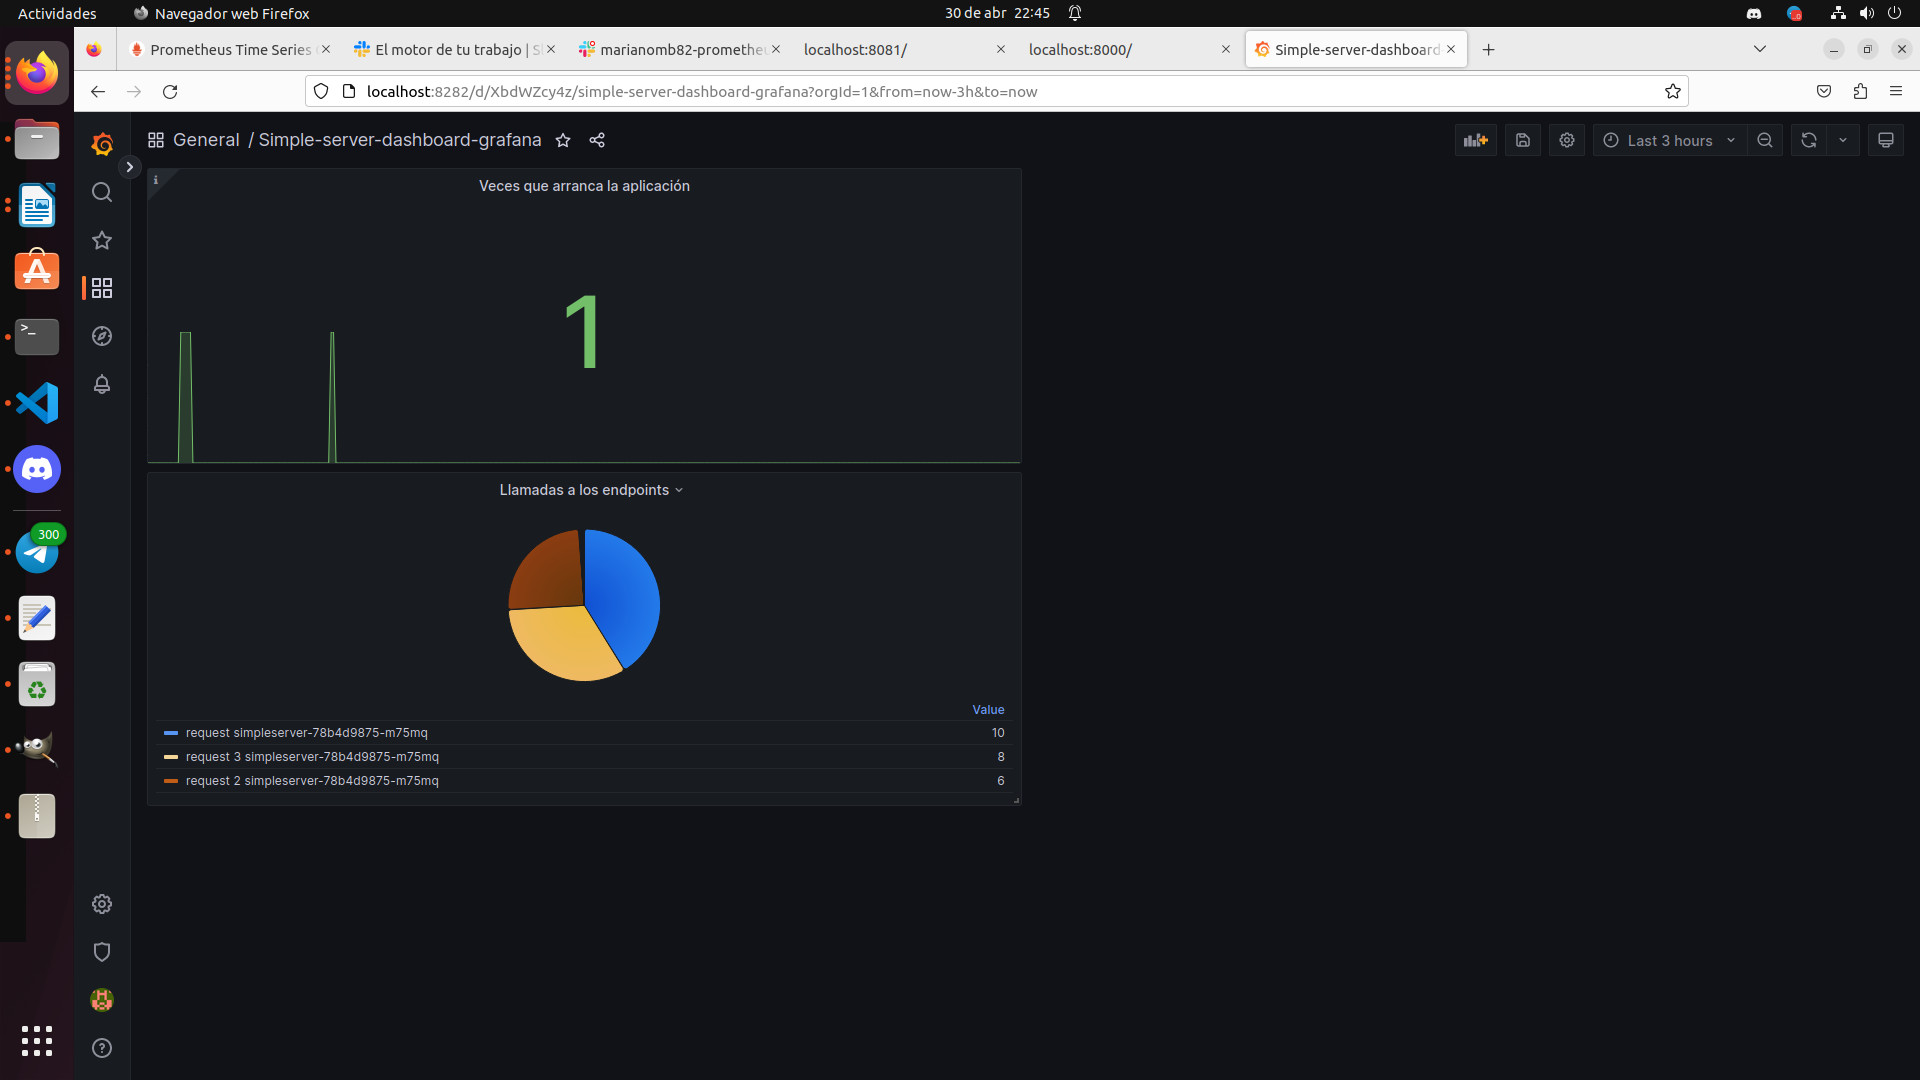 Actividades
Navegador web Firefox
30 de abr 22:45
Prometheus Time Series
El motor de tu trabajo | Sl
marianomb82-prometheu
localhost:8081/
localhost:8000/
Simple-server-dashboard
localhost:8282/d/XbdWZcy4z/simple-server-dashboard-grafana?orgId=1&from=now-3h&to=now
General / Simple-server-dashboard-grafana
Last 3 hours
i
Veces que arranca la aplicación
1
Llamadas a los endpoints
Value
request simpleserver-78b4d9875-m75mq 10
request 3 simpleserver-78b4d9875-m75mq 8
request 2 simpleserver-78b4d9875-m75mq 6
>_
300